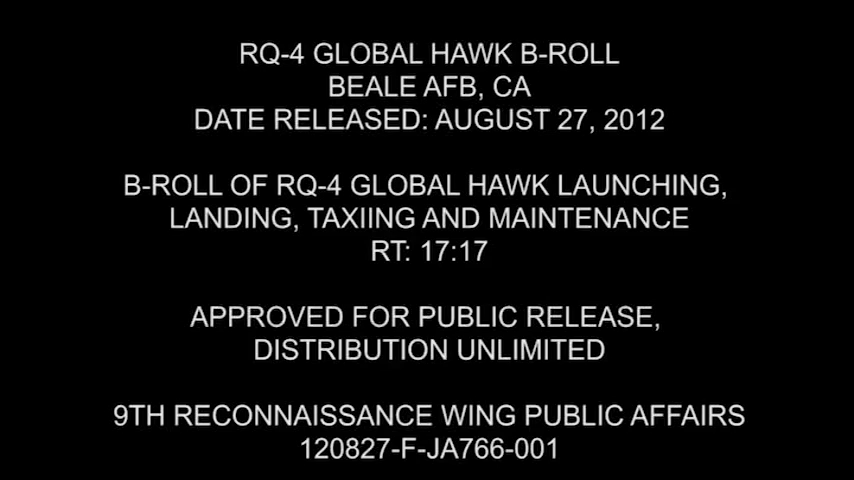 RQ-4 GLOBAL HAWK B-ROLL
BEALE AFB, CA
DATE RELEASED: AUGUST 27, 2012
B-ROLL OF RQ-4 GLOBAL HAWK LAUNCHING,
LANDING, TAXIING AND MAINTENANCE
RT: 17:17
APPROVED FOR PUBLIC RELEASE,
DISTRIBUTION UNLIMITED
9TH RECONNAISSANCE WING PUBLIC AFFAIRS
120827-F-JA766-001